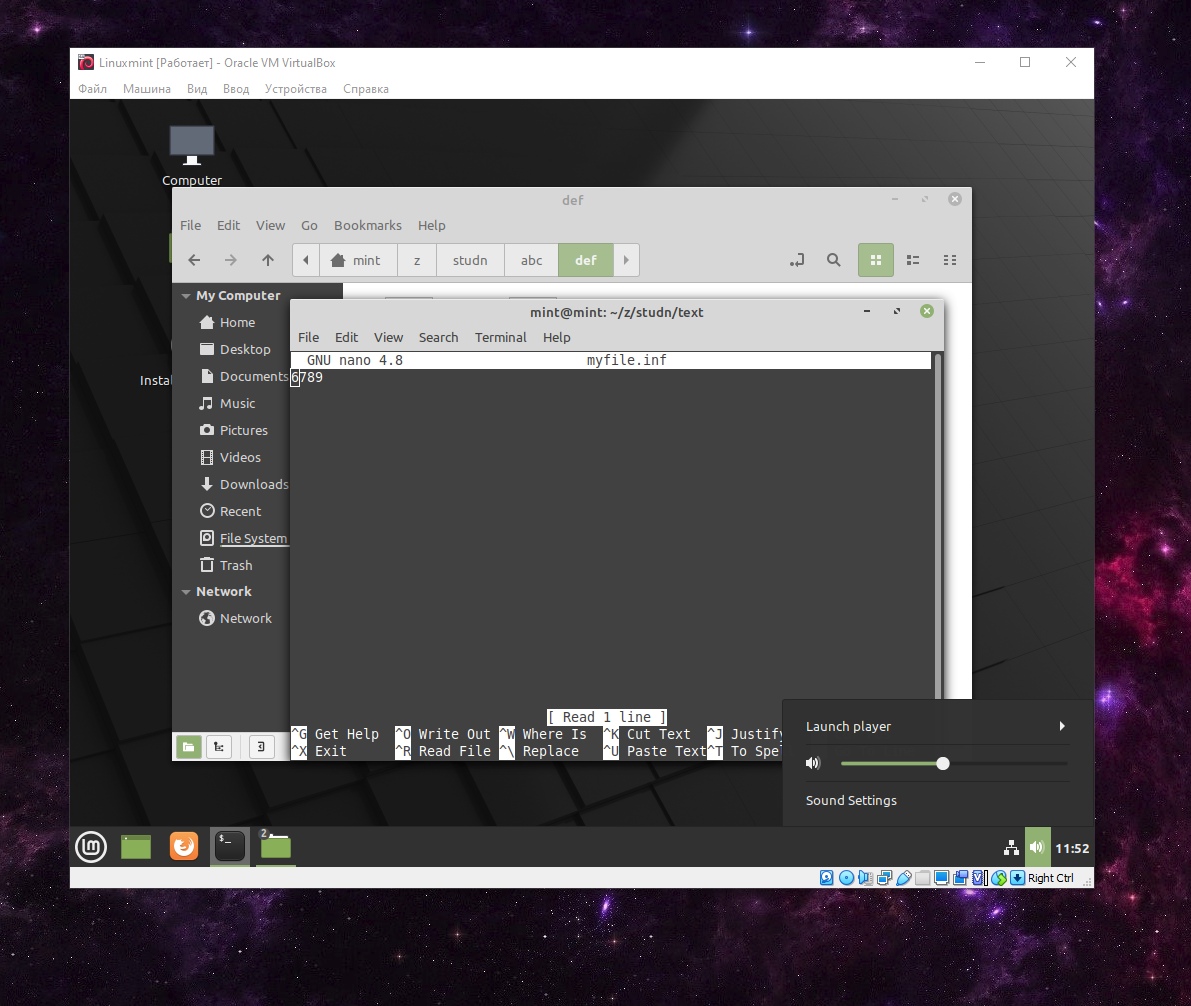 Linuxmint [Работает] - Oracle VM VirtualBox
Файл Машина Вид Ввод Устройства Справка
Computer
def
File Edit View Go Bookmarks Help
mint z studn abc def
My Computer
Home
Desktop
Documents
Music
Pictures
Videos
Downloads
Recent
File System
Trash
Network
Network
Instal
mint@mint: ~/z/studn/text
File Edit View Search Terminal Help
GNU nano 4.8 myfile.inf
6789
[ Read 1 line ]
^G Get Help ^O Write Out ^W Where Is ^K Cut Text ^J Justify
^X Exit ^R Read File ^\ Replace ^U Paste Text ^T To Spel
Launch player
Sound Settings
lm $_ 2 11:52
Right Ctrl